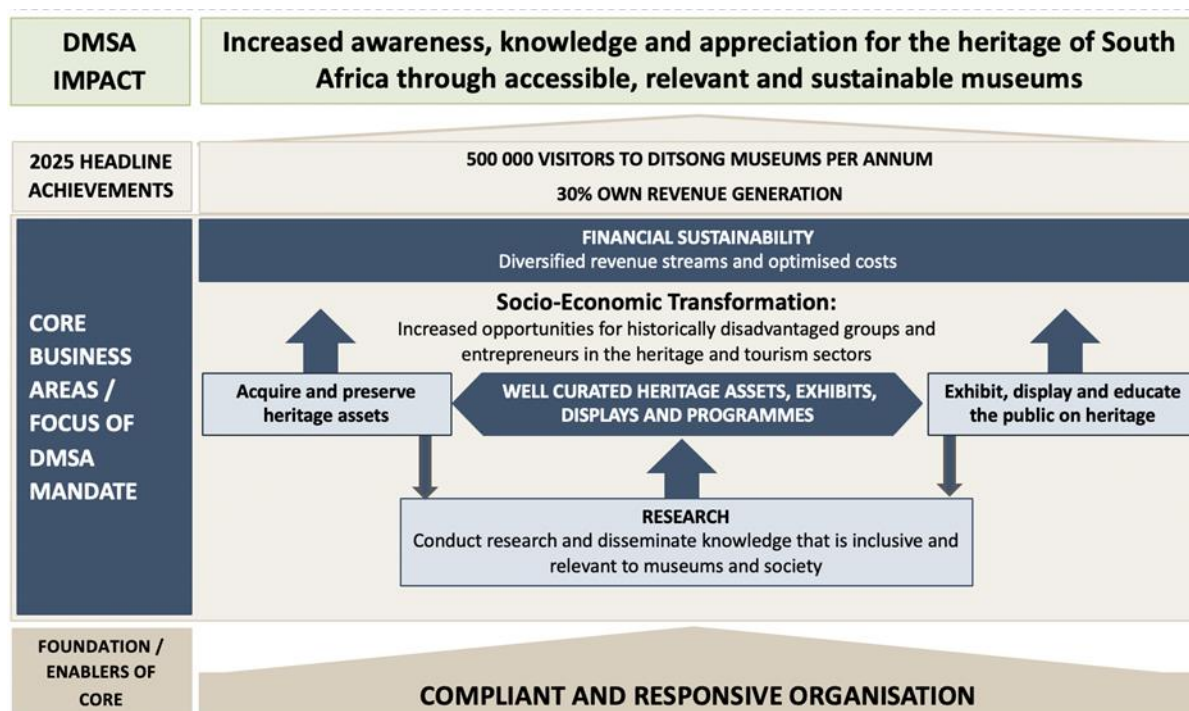 DMSA
IMPACT
Increased awareness, knowledge and appreciation for the heritage of South
Africa through accessible, relevant and sustainable museums
2025 HEADLINE
ACHIEVEMENTS
500 000 VISITORS TO DITSONG MUSEUMS PER ANNUM
30% OWN REVENUE GENERATION
CORE
BUSINESS
AREAS /
FOCUS OF
DMSA
MANDATE
FINANCIAL SUSTAINABILITY
Diversified revenue streams and optimised costs
Socio-Economic Transformation:
Increased opportunities for historically disadvantaged groups and
entrepreneurs in the heritage and tourism sectors
Acquire and preserve
heritage assets
WELL CURATED HERITAGE ASSETS, EXHIBITS,
DISPLAYS AND PROGRAMMES
Exhibit, display and educate
the public on heritage
RESEARCH
Conduct research and disseminate knowledge that is inclusive and
relevant to museums and society
FOUNDATION /
ENABLERS OF
CORE
COMPLIANT AND RESPONSIVE ORGANISATION